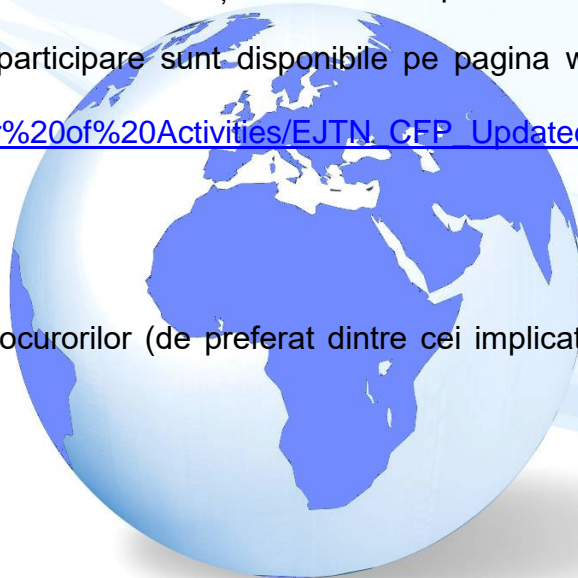 participare sunt disponibile pe pagina w
r%20of%20Activities/EJTN_CFP_Updated
ocurorilor (de preferat dintre cei implicat